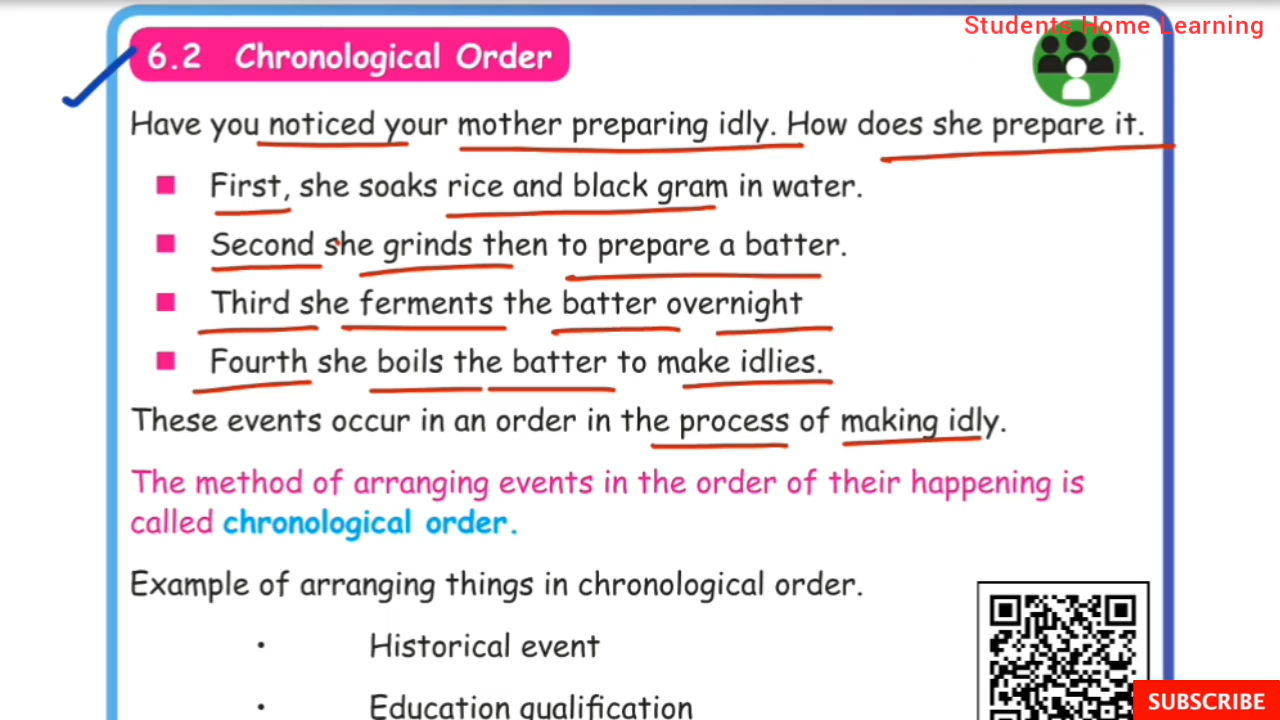 Students Home Learning
6.2 Chronological Order
Have you noticed your mother preparing idly. How does she prepare it.
First, she soaks rice and black gram in water.
Second she grinds then to prepare a batter.
Third she ferments the batter overnight
Fourth she boils the batter to make idlies.
These events occur in an order in the process of making idly.
The method of arranging events in the order of their happening is
called chronological order.
Example of arranging things in chronological order.
• Historical event
• Education qualification
SUBSCRIBE